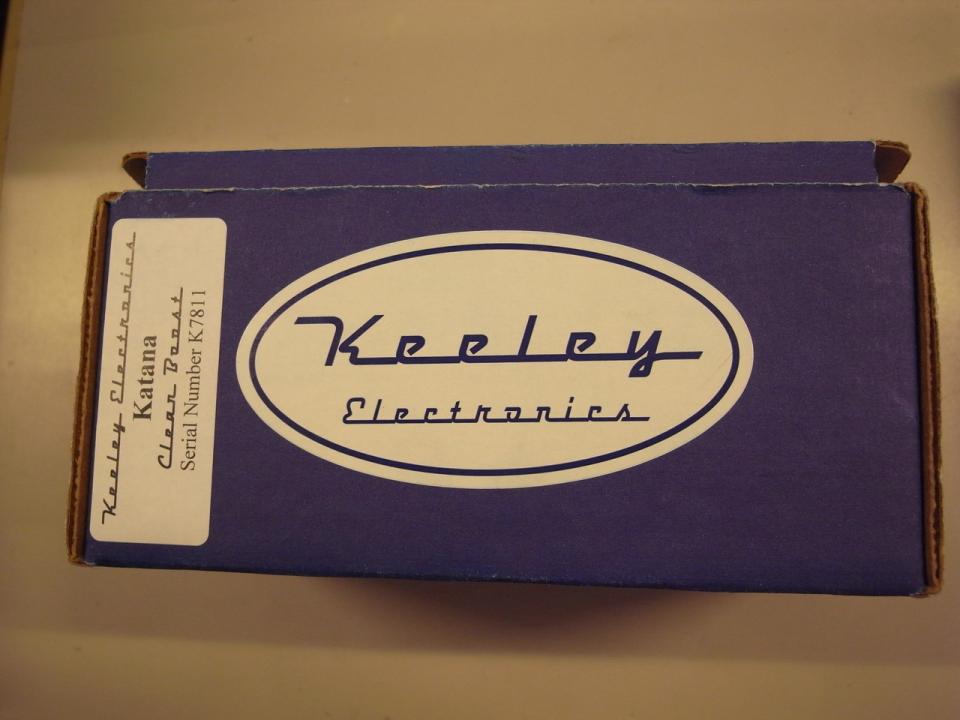 Keeley Electronics
Katana
Clean Boost
Serial Number K7811
Keeley
Electronics